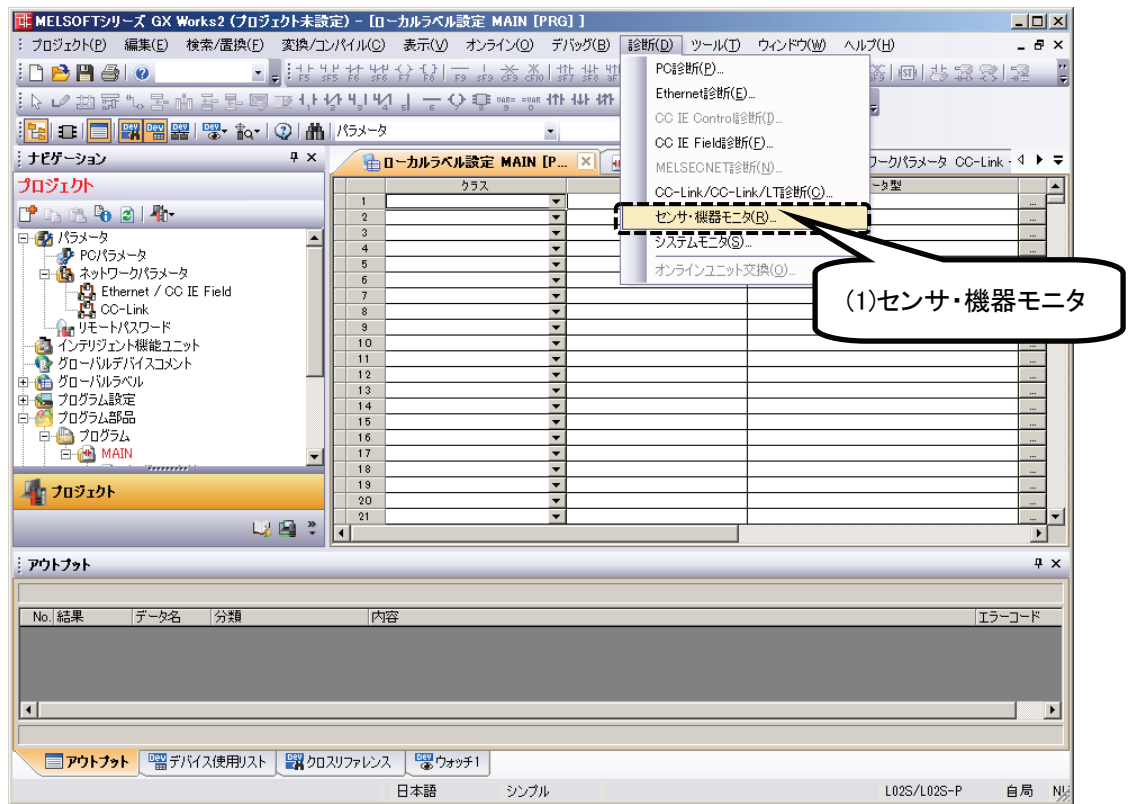 MELSOFTシリーズ GX Works2 (プロジェクト未設定) - [ローカルラベル設定 MAIN [PRG] ]
プロジェクト(P) 編集(E) 検索/置換(F) 変換/コンパイル(C) 表示(V) オンライン(O) デバッグ(B) 診断(D) ツール(T) ウィンドウ(W) ヘルプ(H)
PC診断(P)...
Ethernet診断(E)...
CC IE Control診断(I)...
CC IE Field診断(F)...
MELSECNET診断(N)...
CC-Link/CC-Link/LT診断(C)...
センサ・機器モニタ(R)...
システムモニタ(S)...
オンラインユニット交換(O)...
(1)センサ・機器モニタ
パラメータ
ナビゲーション
プロジェクト
パラメータ
PCパラメータ
ネットワークパラメータ
Ethernet / CC IE Field
CC-Link
リモートパスワード
インテリジェント機能ユニット
グローバルデバイスコメント
グローバルラベル
プログラム設定
プログラム部品
プログラム
MAIN
プロジェクト
ローカルラベル設定 MAIN [P...
ワークパラメータ CC-Link
クラス
ータ型
1
2
3
4
5
6
7
8
9
10
11
12
13
14
15
16
17
18
19
20
21
アウトプット
No. 結果 データ名 分類 内容 エラーコード
アウトプット デバイス使用リスト クロスリファレンス ウォッチ1
日本語 シンプル L02S/L02S-P 自局